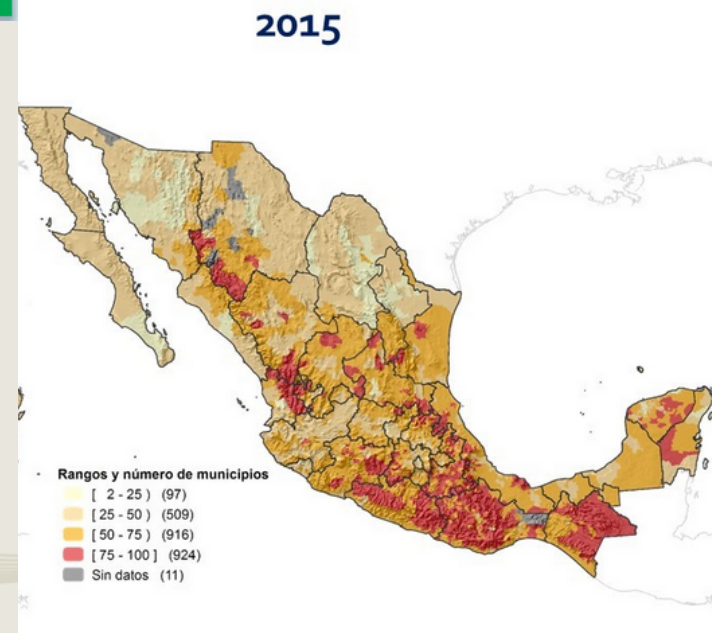 2015
Rangos y número de municipios
[ 2 - 25 ) (97)
[ 25 - 50 ) (509)
[ 50 - 75 ) (916)
[ 75 - 100 ] (924)
Sin datos (11)